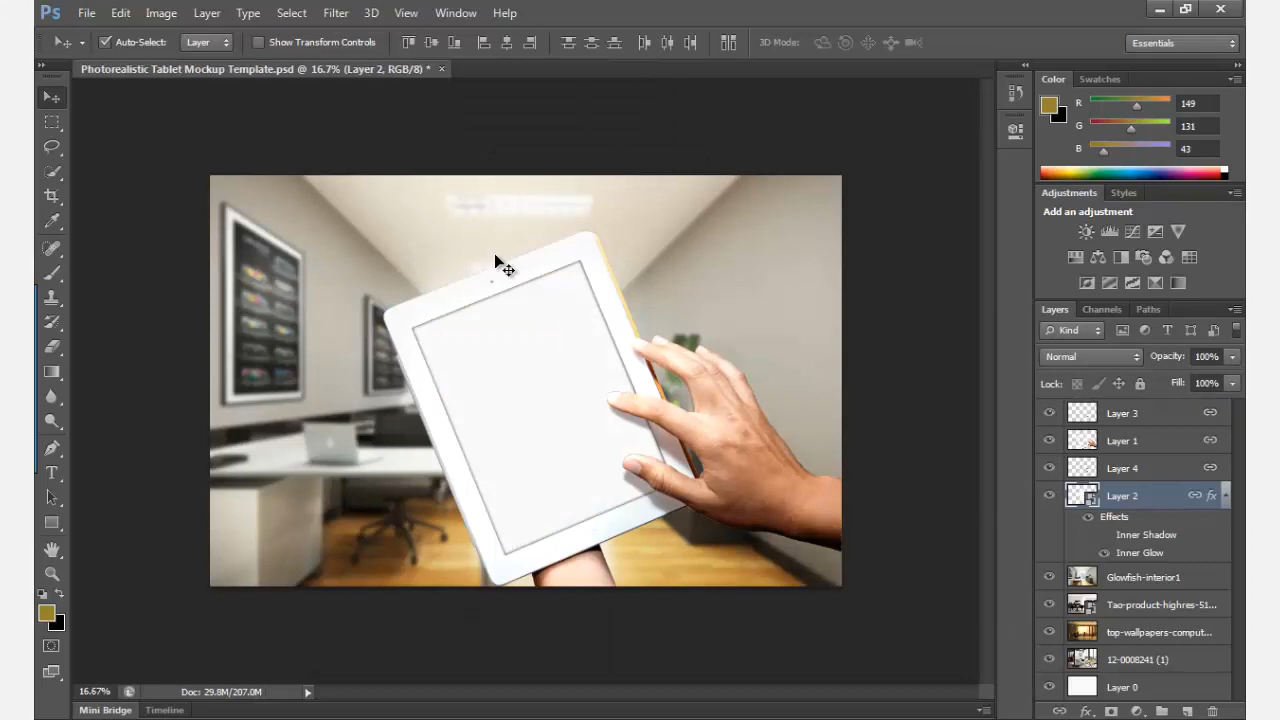 Ps File Edit Image Layer Type Select Filter 3D View Window Help
Auto-Select: Layer Show Transform Controls 3D Mode: Essentials
Photorealistic Tablet Mockup Template.psd @ 16.7% (Layer 2, RGB/8) * ×
Color Swatches
R 149
G 131
B 43
Adjustments Styles
Add an adjustment
Layers Channels Paths
Kind
Normal Opacity: 100%
Lock: Fill: 100%
Layer 3
Layer 1
Layer 4
Layer 2 fx
Effects
Inner Shadow
Inner Glow
Glowfish-interior1
Tao-product-highres-51...
top-wallpapers-comput...
12-0008241 (1)
Layer 0
16.67% Doc: 29.8M/207.0M
Mini Bridge Timeline
fx